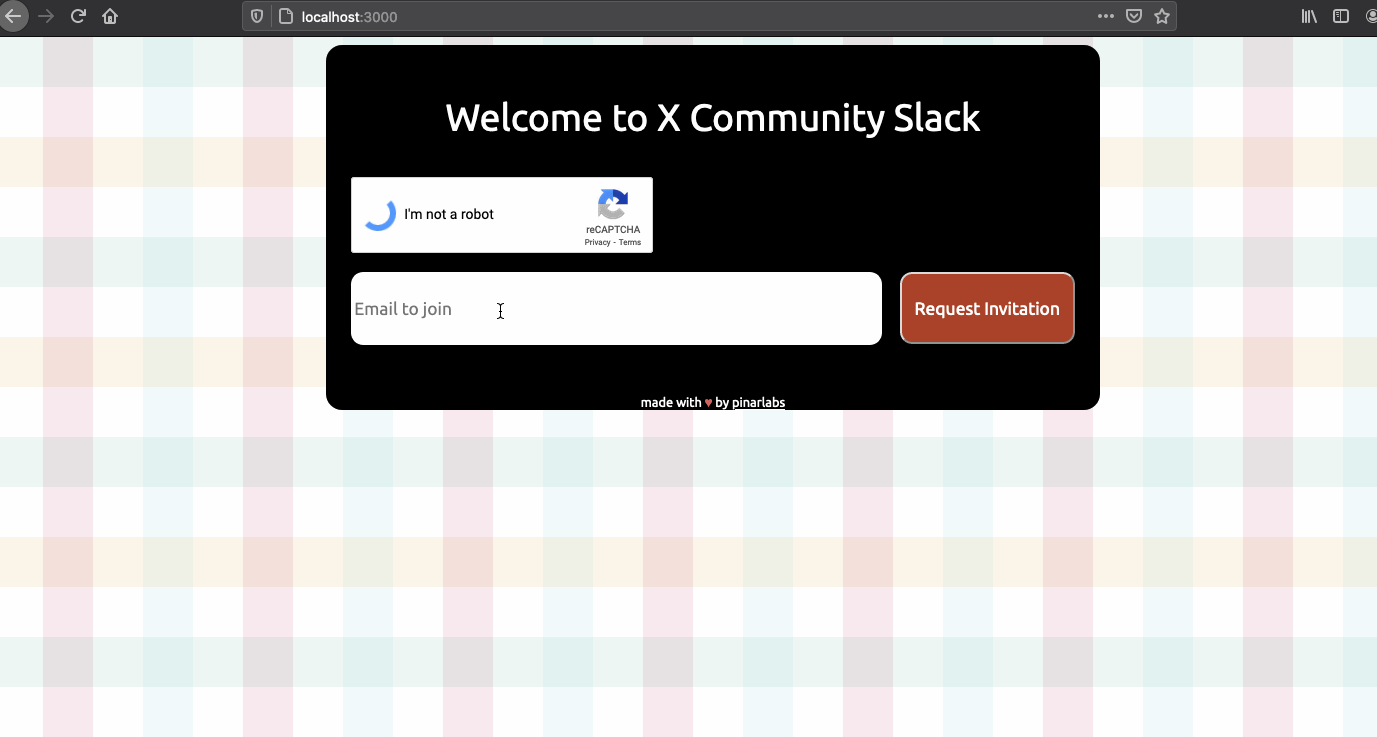 localhost:3000
Welcome to X Community Slack
I'm not a robot
reCAPTCHA
Privacy - Terms
Email to join
Request Invitation
made with ♥ by pinarlabs